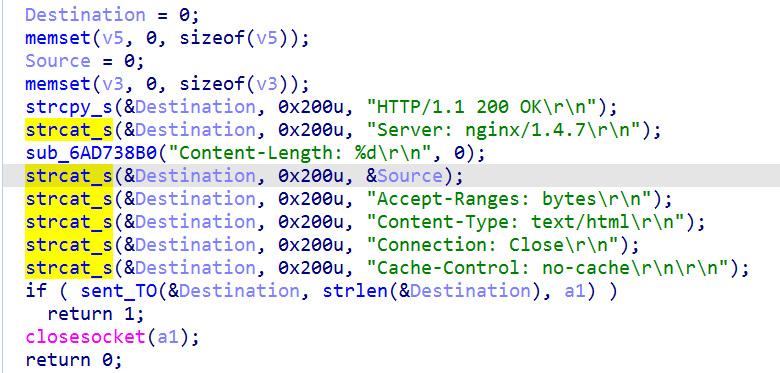 Destination = 0;
memset(v5, 0, sizeof(v5));
Source = 0;
memset(v3, 0, sizeof(v3));
strcpy_s(&Destination, 0x200u, "HTTP/1.1 200 OK\r\n");
strcat_s(&Destination, 0x200u, "Server: nginx/1.4.7\r\n");
sub_6AD738B0("Content-Length: %d\r\n", 0);
strcat_s(&Destination, 0x200u, &Source);
strcat_s(&Destination, 0x200u, "Accept-Ranges: bytes\r\n");
strcat_s(&Destination, 0x200u, "Content-Type: text/html\r\n");
strcat_s(&Destination, 0x200u, "Connection: Close\r\n");
strcat_s(&Destination, 0x200u, "Cache-Control: no-cache\r\n\r\n");
if ( sent_TO(&Destination, strlen(&Destination), a1) )
  return 1;
closesocket(a1);
return 0;